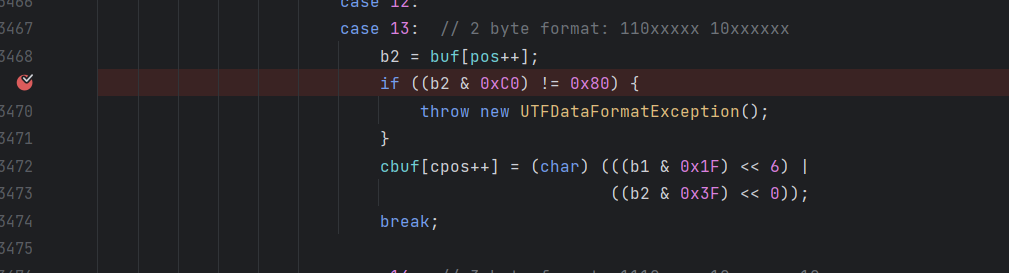 3466 case 12:
3467 case 13:  // 2 byte format: 110xxxxx 10xxxxxx
3468 b2 = buf[pos++];
if ((b2 & 0xC0) != 0x80) {
3470 throw new UTFDataFormatException();
3471 }
3472 cbuf[cpos++] = (char) (((b1 & 0x1F) << 6) |
3473 ((b2 & 0x3F) << 0));
3474 break;
3475